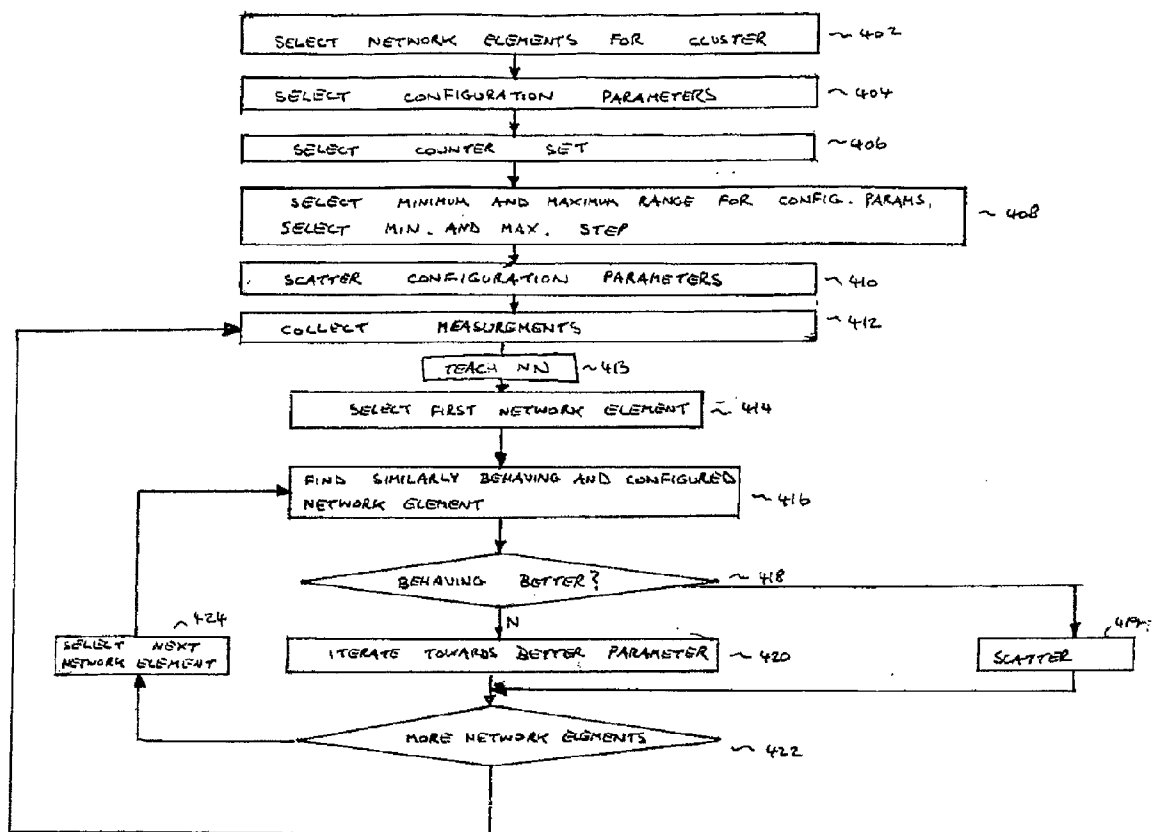 SELECT NETWORK ELEMENTS FOR CLUSTER ~402
SELECT CONFIGURATION PARAMETERS ~404
SELECT COUNTER SET ~406
SELECT MINIMUM AND MAXIMUM RANGE FOR CONFIG. PARAMS,
SELECT MIN. AND MAX. STEP ~408
SCATTER CONFIGURATION PARAMETERS ~410
COLLECT MEASUREMENTS ~412
TEACH NN ~413
SELECT FIRST NETWORK ELEMENT ~414
FIND SIMILARLY BEHAVING AND CONFIGURED
NETWORK ELEMENT ~416
BEHAVING BETTER? ~418
N
~424
SELECT NEXT
NETWORK ELEMENT
ITERATE TOWARDS BETTER PARAMETER ~420
SCATTER
MORE NETWORK ELEMENTS ~422